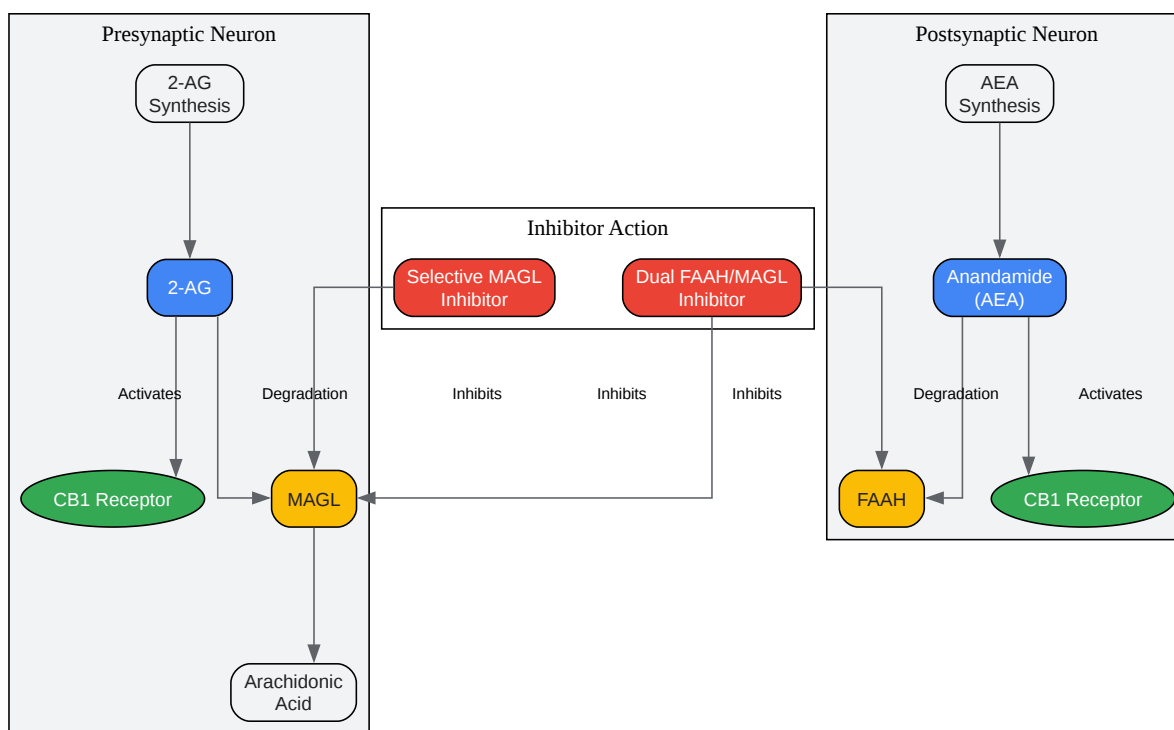 Presynaptic Neuron
2-AG
Synthesis
2-AG
Activates
Degradation
CB1 Receptor
MAGL
Arachidonic
Acid
Inhibitor Action
Selective MAGL
Inhibitor
Dual FAAH/MAGL
Inhibitor
Inhibits
Inhibits
Inhibits
Postsynaptic Neuron
AEA
Synthesis
Anandamide
(AEA)
Degradation
Activates
FAAH
CB1 Receptor